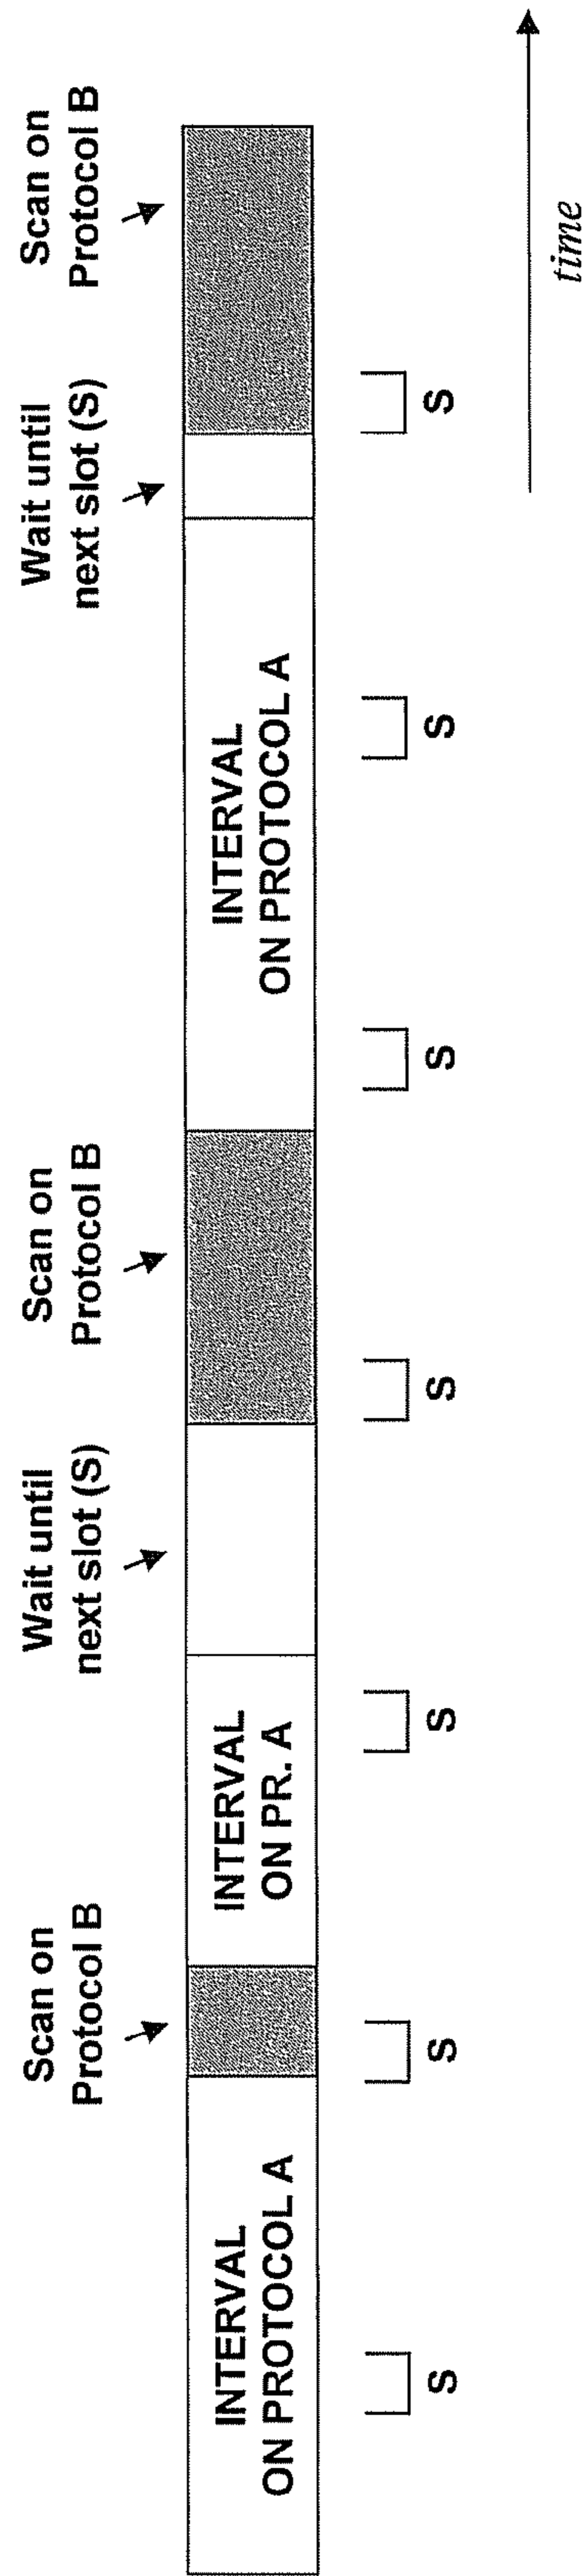 Scan on
Protocol B
Wait until
next slot (S)
Scan on
Protocol B
Wait until
next slot (S)
Scan on
Protocol B
INTERVAL
ON PROTOCOL A
INTERVAL
ON PR. A
INTERVAL
ON PROTOCOL A
S
S
S
S
S
S
S
time